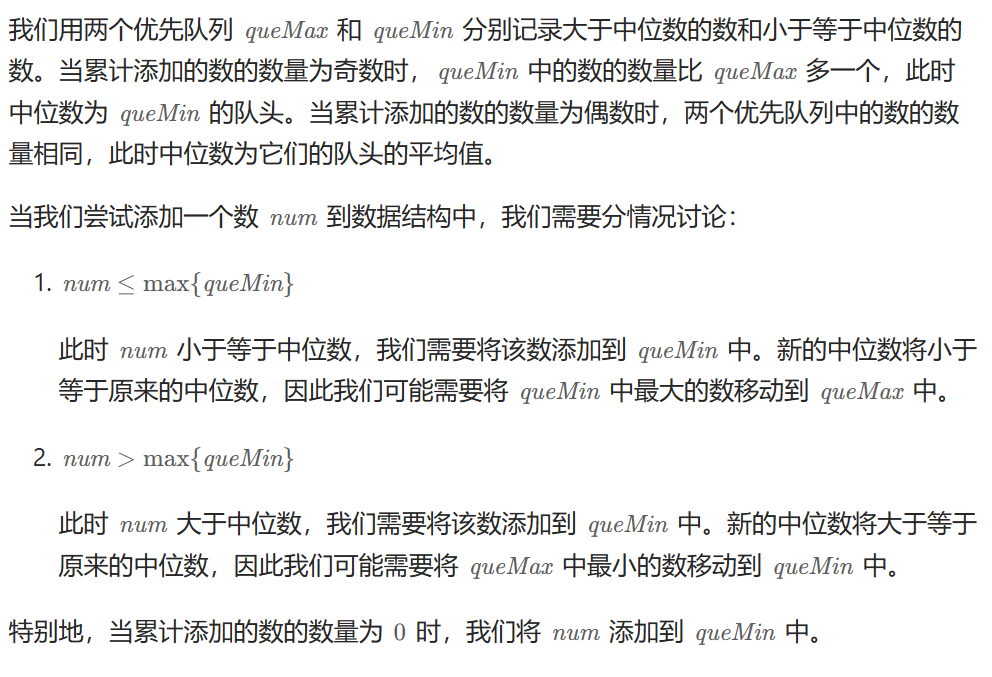 我们用两个优先队列 queMax 和 queMin 分别记录大于中位数的数和小于等于中位数的
数。当累计添加的数的数量为奇数时，queMin 中的数的数量比 queMax 多一个，此时
中位数为 queMin 的队头。当累计添加的数的数量为偶数时，两个优先队列中的数的数
量相同，此时中位数为它们的队头的平均值。
当我们尝试添加一个数 num 到数据结构中，我们需要分情况讨论：
1. num ≤ max{queMin}
此时 num 小于等于中位数，我们需要将该数添加到 queMin 中。新的中位数将小于
等于原来的中位数，因此我们可能需要将 queMin 中最大的数移动到 queMax 中。
2. num > max{queMin}
此时 num 大于中位数，我们需要将该数添加到 queMin 中。新的中位数将大于等于
原来的中位数，因此我们可能需要将 queMax 中最小的数移动到 queMin 中。
特别地，当累计添加的数的数量为 0 时，我们将 num 添加到 queMin 中。